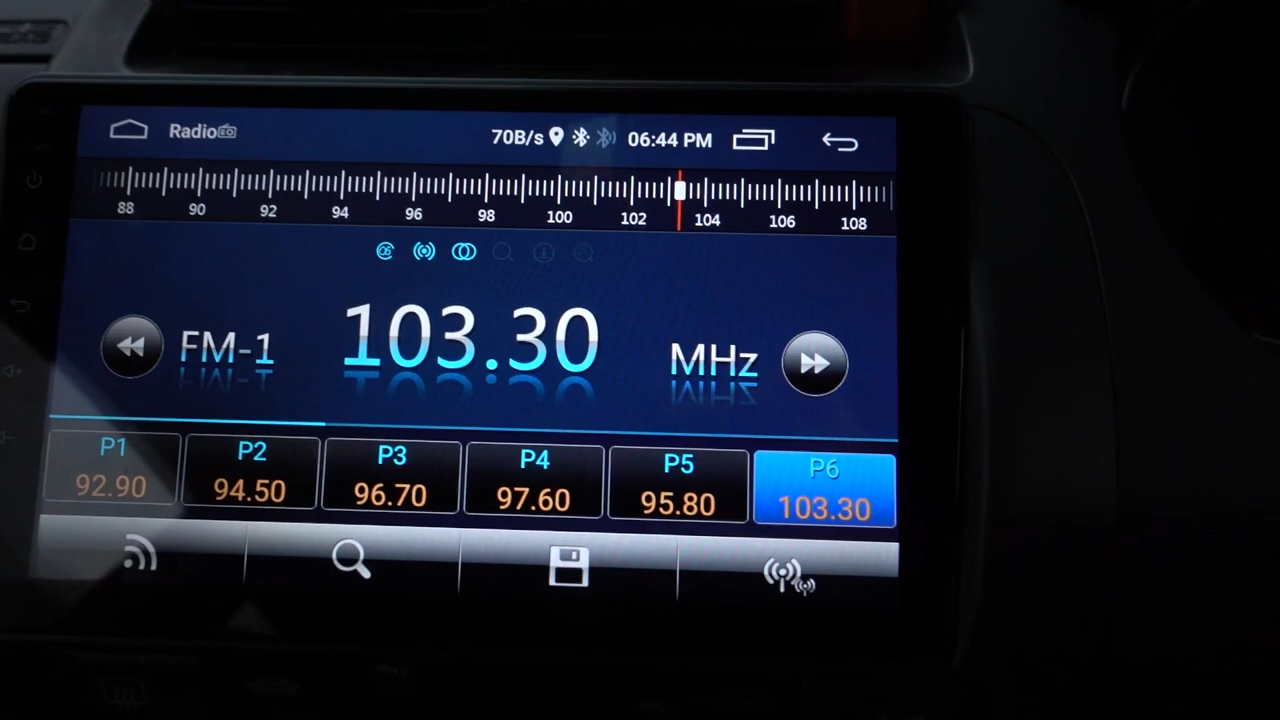 Radio
70B/s
06:44 PM
88 90 92 94 96 98 100 102 104 106 108
FM-1 103.30 MHz
P1 P2 P3 P4 P5 P6
92.90 94.50 96.70 97.60 95.80 103.30